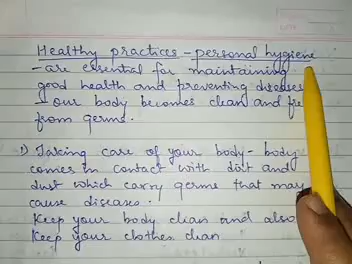 Healthy practices - personal hygiene
- are essential for maintaining
good health and preventing diseases
- our body becomes clean and fre
from germs.
1) Taking care of your body - body
comes in contact with dirt and
dust which carry germs that may
cause diseases.
Keep your body clean and also
Keep your clothes clean